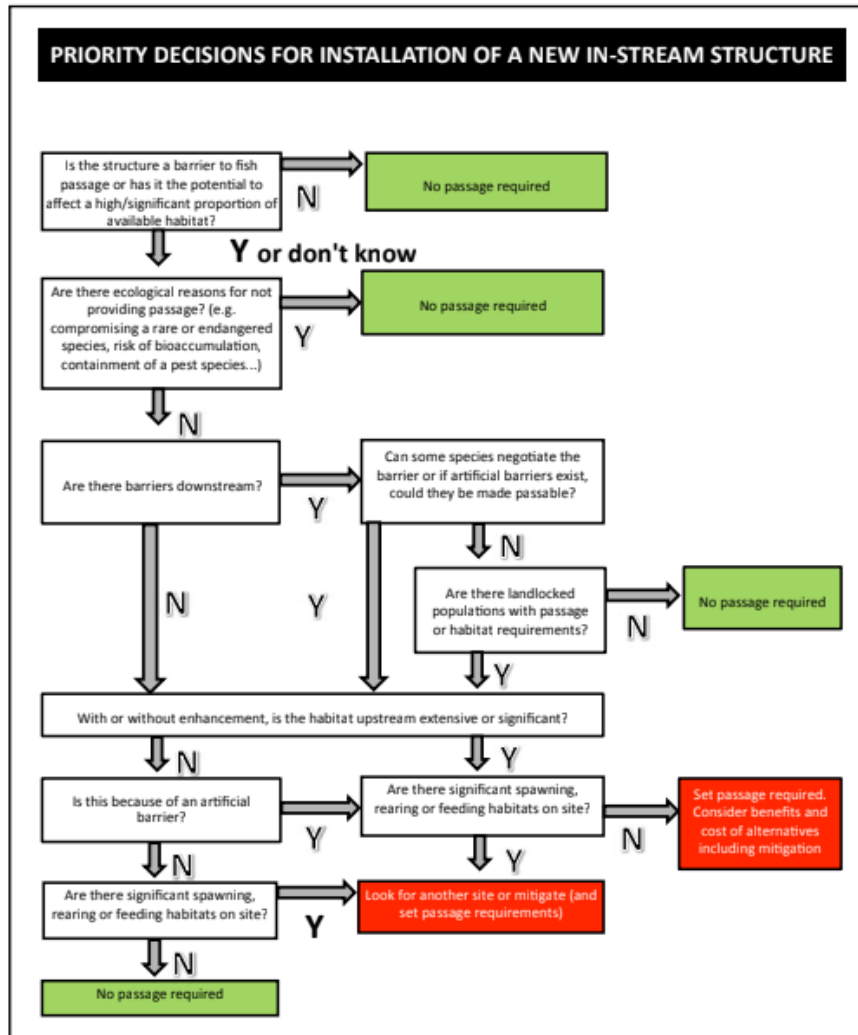 PRIORITY DECISIONS FOR INSTALLATION OF A NEW IN-STREAM STRUCTURE
Is the structure a barrier to fish
passage or has it the potential to
affect a high/significant proportion of
available habitat?
N
No passage required
Y or don't know
Are there ecological reasons for not
providing passage? (e.g.
compromising a rare or endangered
species, risk of bioaccumulation,
containment of a pest species...)
Y
No passage required
N
Are there barriers downstream?
Y
Can some species negotiate the
barrier or if artificial barriers exist,
could they be made passable?
N
N
Y
Are there landlocked
populations with passage
or habitat requirements?
N
No passage required
Y
With or without enhancement, is the habitat upstream extensive or significant?
N
Y
Is this because of an artificial
barrier?
Y
Are there significant spawning,
rearing or feeding habitats on site?
N
Set passage required.
Consider benefits and
cost of alternatives
including mitigation
N
Y
Are there significant spawning,
rearing or feeding habitats on site?
Y
Look for another site or mitigate (and
set passage requirements)
N
No passage required